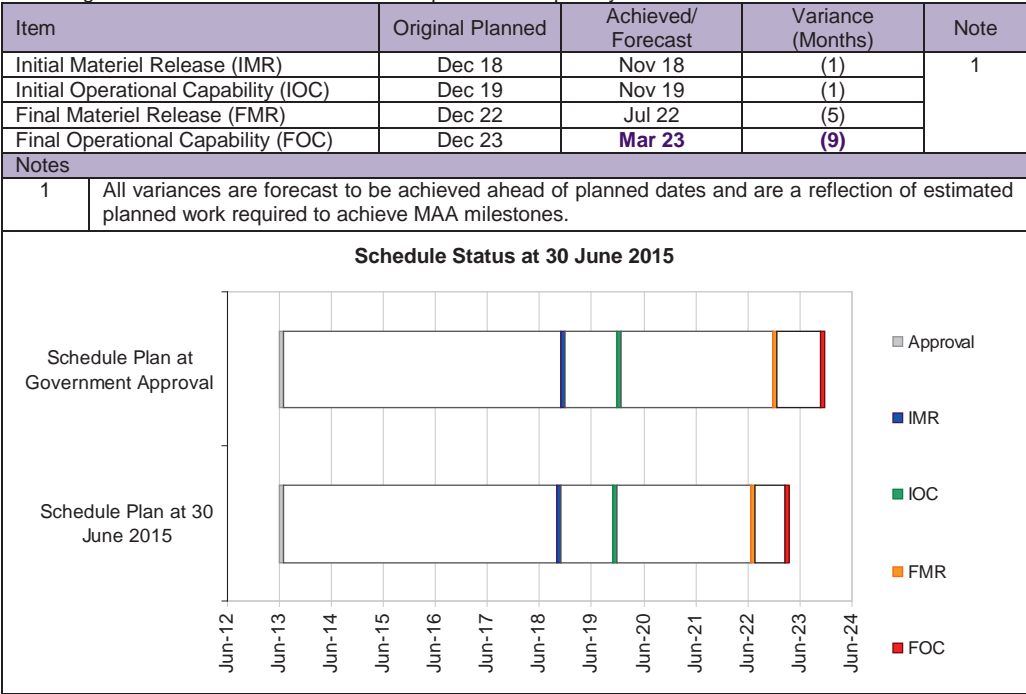 Item Original Planned Achieved/ Forecast Variance (Months) Note
Initial Materiel Release (IMR) Dec 18 Nov 18 (1) 1
Initial Operational Capability (IOC) Dec 19 Nov 19 (1)
Final Materiel Release (FMR) Dec 22 Jul 22 (5)
Final Operational Capability (FOC) Dec 23 Mar 23 (9)
Notes
1 All variances are forecast to be achieved ahead of planned dates and are a reflection of estimated
planned work required to achieve MAA milestones.
Schedule Status at 30 June 2015
Schedule Plan at
Government Approval
Schedule Plan at 30
June 2015
Approval
IMR
IOC
FMR
FOC
Jun-12
Jun-13
Jun-14
Jun-15
Jun-16
Jun-17
Jun-18
Jun-19
Jun-20
Jun-21
Jun-22
Jun-23
Jun-24